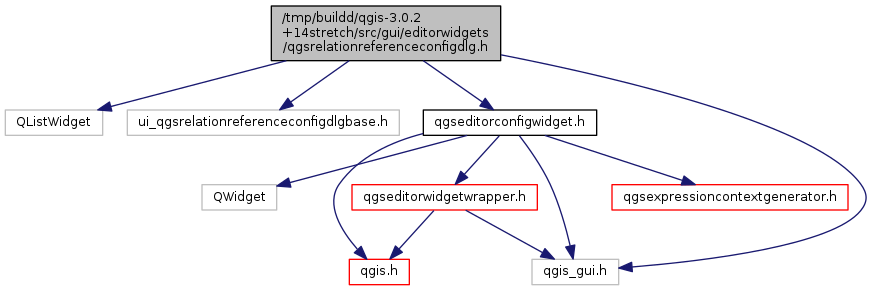 /tmp/buildd/qgis-3.0.2
+14stretch/src/gui/editorwidgets
/qgsrelationreferenceconfigdlg.h
QListWidget
ui_qgsrelationreferenceconfigdlgbase.h
qgseditorconfigwidget.h
QWidget
qgseditorwidgetwrapper.h
qgsexpressioncontextgenerator.h
qgis.h
qgis_gui.h